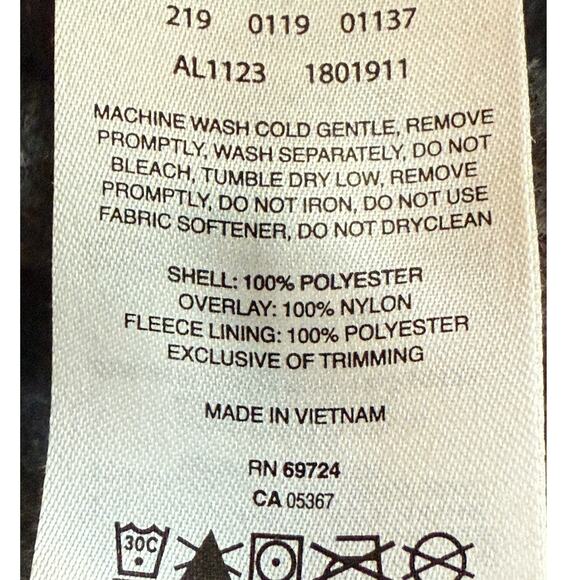 219 0119 01137
AL1123 1801911
MACHINE WASH COLD GENTLE, REMOVE
PROMPTLY, WASH SEPARATELY, DO NOT
BLEACH, TUMBLE DRY LOW, REMOVE
PROMPTLY, DO NOT IRON, DO NOT USE
FABRIC SOFTENER, DO NOT DRYCLEAN
SHELL: 100% POLYESTER
OVERLAY: 100% NYLON
FLEECE LINING: 100% POLYESTER
EXCLUSIVE OF TRIMMING
MADE IN VIETNAM
RN 69724
CA 05367
30C